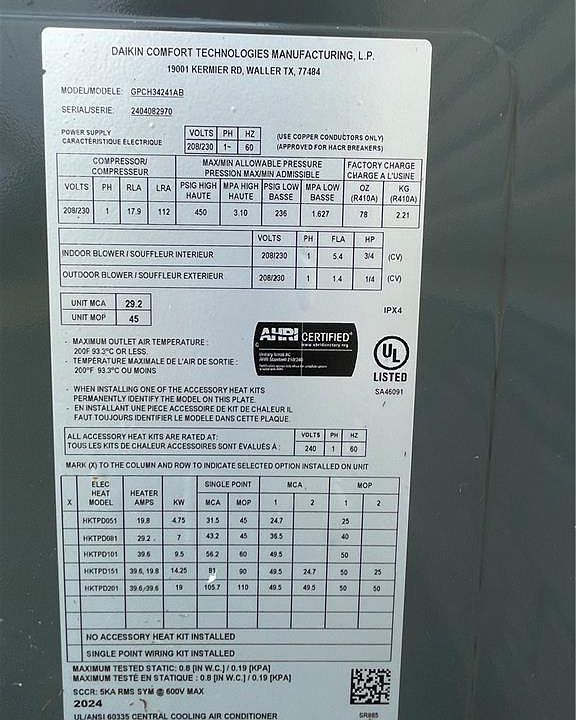 DAIKIN COMFORT TECHNOLOGIES MANUFACTURING, L.P.
19001 KERMIER RD, WALLER TX, 77484
MODEL/MODELE: GPCH34241AB
SERIAL/SERIE: 2404082970
POWER SUPPLY
CARACTÉRISTIQUE ÉLECTRIQUE
VOLTS PH HZ
208/230 1~ 60
(USE COPPER CONDUCTORS ONLY)
(APPROVED FOR HACR BREAKERS)
COMPRESSOR/ COMPRESSEUR
MAX/MIN ALLOWABLE PRESSURE
PRESSION MAX/MIN ADMISSIBLE
FACTORY CHARGE
CHARGE A L'USINE
VOLTS PH RLA LRA PSIG HIGH HAUTE MPA HIGH HAUTE PSIG LOW BASSE MPA LOW BASSE OZ (R410A) KG (R410A)
208/230 1 17.9 112 450 3.10 236 1.627 78 2.21
VOLTS PH FLA HP
INDOOR BLOWER / SOUFFLEUR INTERIEUR 208/230 1 5.4 3/4 (CV)
OUTDOOR BLOWER / SOUFFLEUR EXTERIEUR 208/230 1 1.4 1/4 (CV)
UNIT MCA 29.2
UNIT MOP 45
IPX4
- MAXIMUM OUTLET AIR TEMPERATURE :
200°F 93.3°C OR LESS.
- TEMPERATURE MAXIMALE DE L'AIR DE SORTIE :
200°F 93.3°C OU MOINS
AHRI CERTIFIED
www.ahridirectory.org
Unitary Small AC
AHRI Standard 210/240
UL
LISTED
SA46091
- WHEN INSTALLING ONE OF THE ACCESSORY HEAT KITS
PERMANENTLY IDENTIFY THE MODEL ON THIS PLATE.
- EN INSTALLANT UNE PIECE ACCESSOIRE DE KIT DE CHALEUR IL
FAUT TOUJOURS IDENTIFIER LE MODELE DANS CETTE PLAQUE.
ALL ACCESSORY HEAT KITS ARE RATED AT:
TOUS LES KITS DE CHALEUR ACCESSOIRES SONT ÉVALUÉS À :
VOLTS PH HZ
240 1 60
MARK (X) TO THE COLUMN AND ROW TO INDICATE SELECTED OPTION INSTALLED ON UNIT
X ELEC HEAT MODEL HEATER AMPS KW SINGLE POINT MCA MOP
MCA MOP 1 2 1 2
HKTPD051 19.8 4.75 31.5 45 24.7 25
HKTPD081 29.2 7 43.2 45 36.5 40
HKTPD101 39.6 9.5 56.2 60 49.5 50
HKTPD151 39.6, 19.8 14.25 81 90 49.5 24.7 50 25
HKTPD201 39.6/39.6 19 105.7 110 49.5 49.5 50 50
NO ACCESSORY HEAT KIT INSTALLED
SINGLE POINT WIRING KIT INSTALLED
MAXIMUM TESTED STATIC: 0.8 [IN W.C.] / 0.19 [KPA]
MAXIMUM TESTÉ EN STATIQUE : 0.8 [IN W.C.] / 0.19 [KPA]
SCCR: 5KA RMS SYM @ 600V MAX
2024
UL/ANSI 60335 CENTRAL COOLING AIR CONDITIONER
SR885